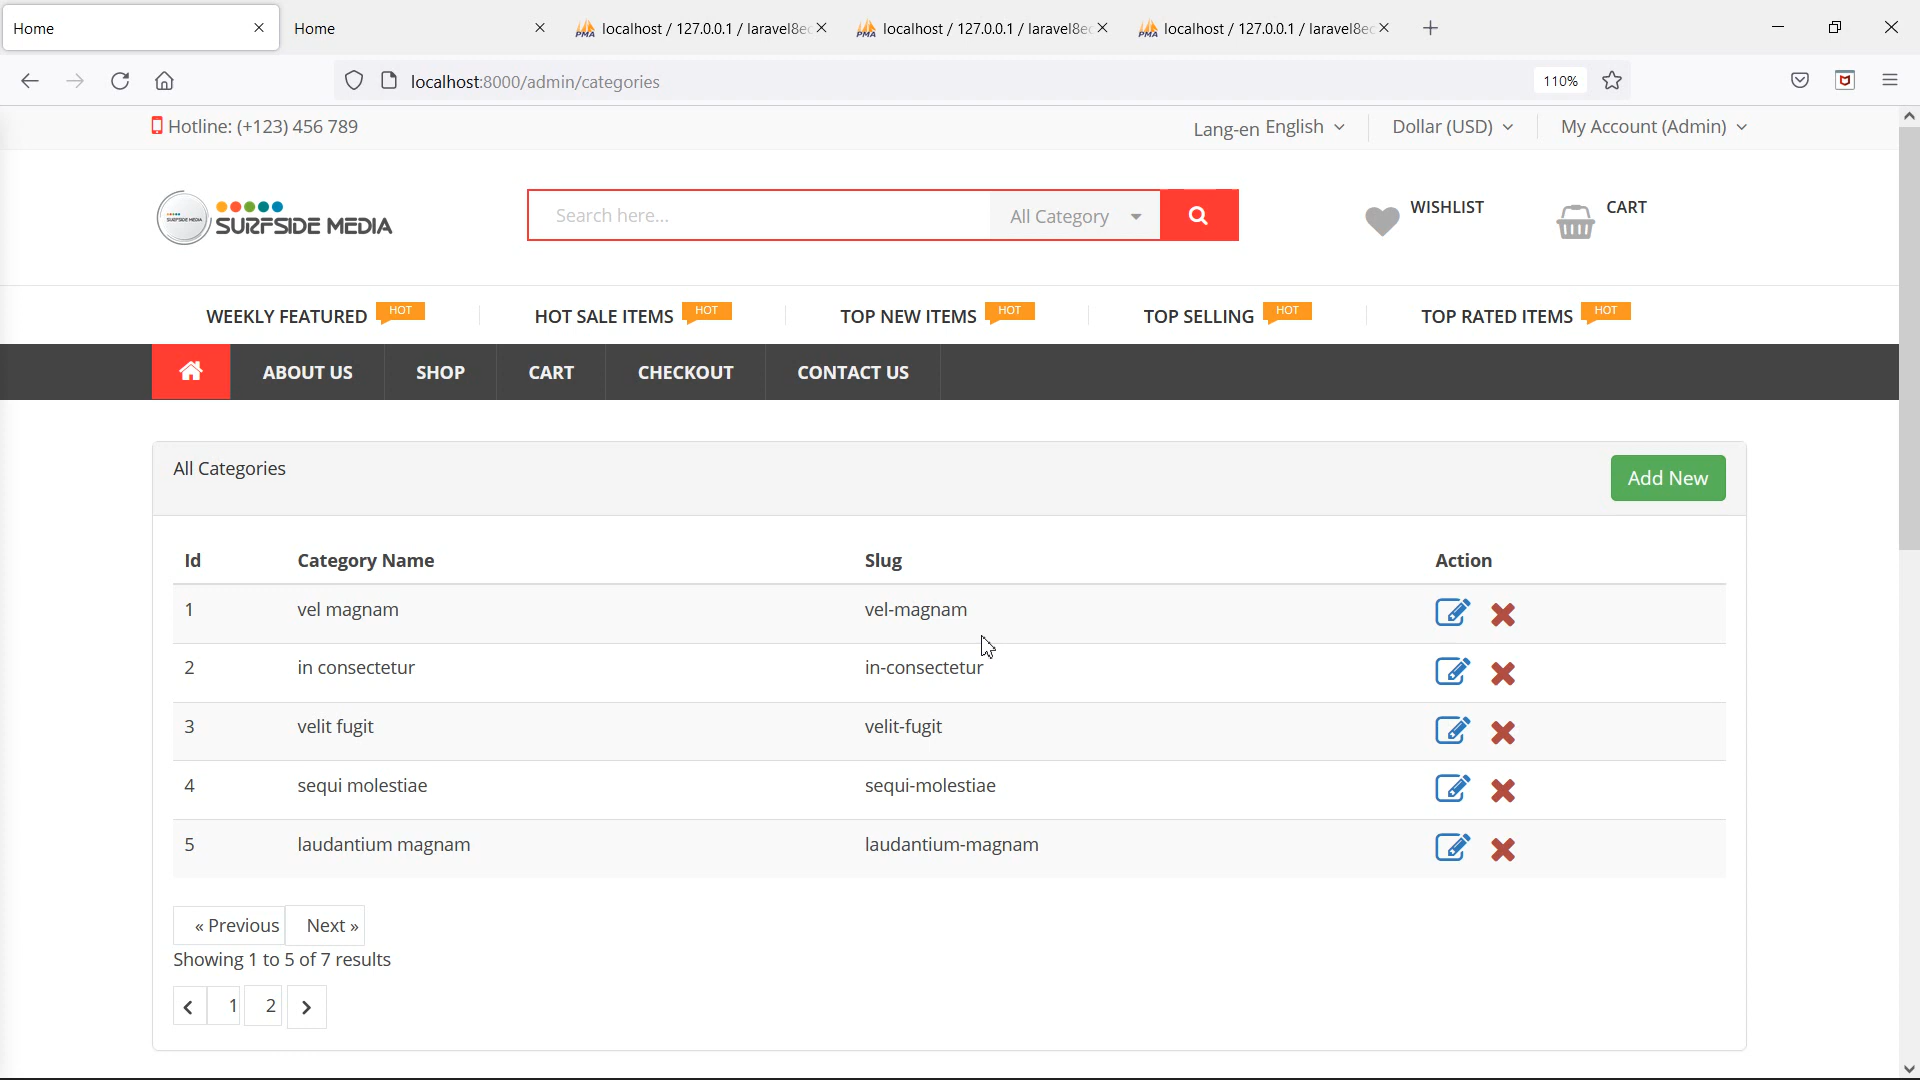 Home
Home
localhost / 127.0.0.1 / laravel8ec
localhost / 127.0.0.1 / laravel8ec
localhost / 127.0.0.1 / laravel8ec
localhost:8000/admin/categories
110%
Hotline: (+123) 456 789
Lang-en English
Dollar (USD)
My Account (Admin)
SURFSIDE MEDIA
SURFSIDE MEDIA
Search here...
All Category
WISHLIST
CART
WEEKLY FEATURED HOT
HOT SALE ITEMS HOT
TOP NEW ITEMS HOT
TOP SELLING HOT
TOP RATED ITEMS HOT
ABOUT US
SHOP
CART
CHECKOUT
CONTACT US
All Categories
Add New
Id Category Name Slug Action
1 vel magnam vel-magnam
2 in consectetur in-consectetur
3 velit fugit velit-fugit
4 sequi molestiae sequi-molestiae
5 laudantium magnam laudantium-magnam
« Previous Next »
Showing 1 to 5 of 7 results
1 2